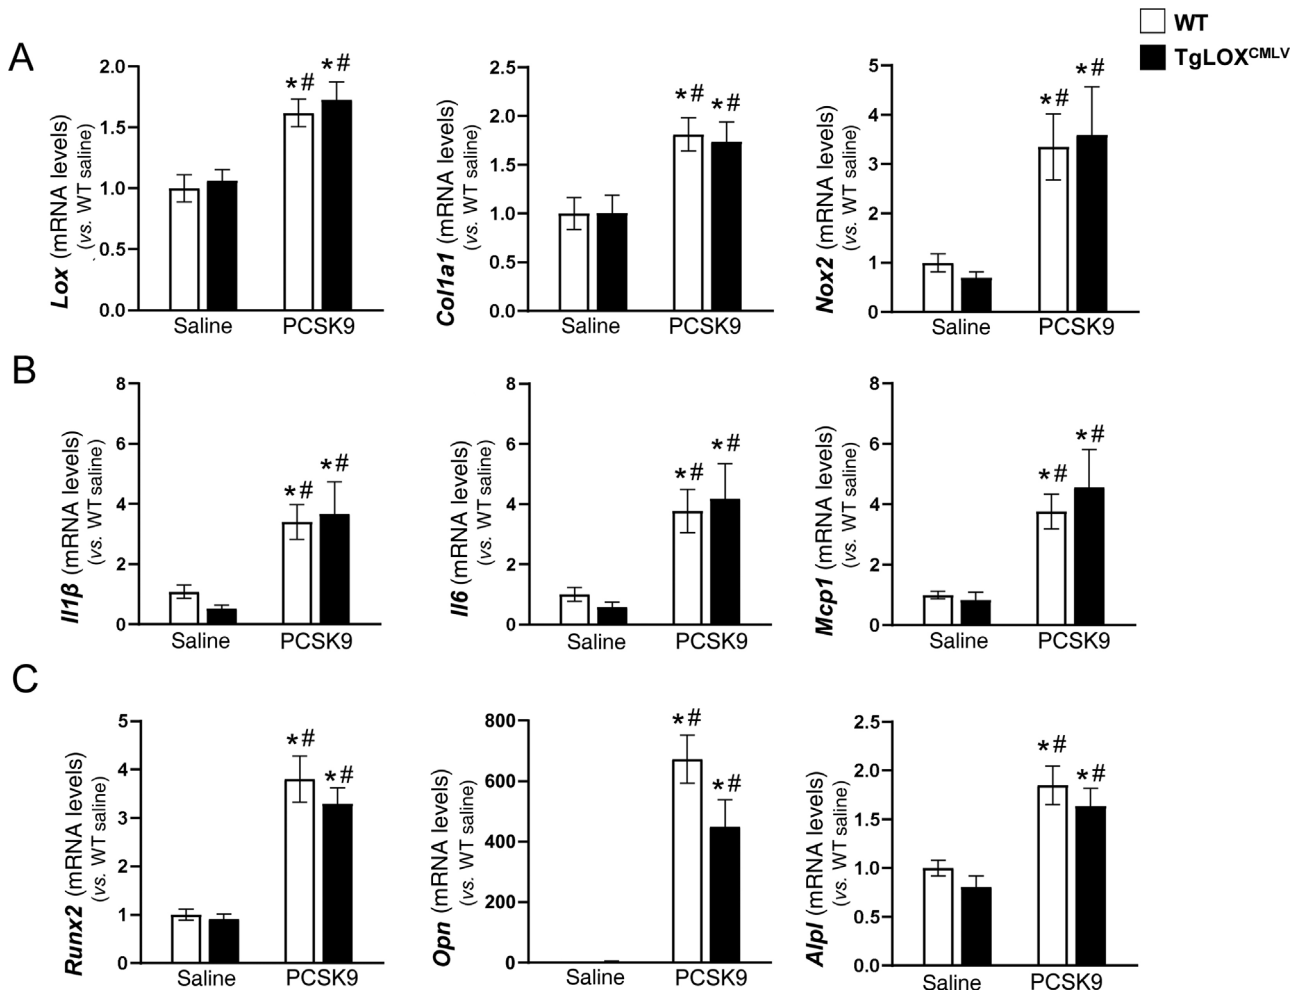 WT
TgLOXCMLV
A
Lox (mRNA levels)
(vs. WT saline)
2.0
1.5
1.0
0.5
0.0
*# *#
Saline PCSK9
Col1a1 (mRNA levels)
(vs. WT saline)
2.5
2.0
1.5
1.0
0.5
0.0
*# *#
Saline PCSK9
Nox2 (mRNA levels)
(vs. WT saline)
5
4
3
2
1
0
*# *#
Saline PCSK9
B
Il1β (mRNA levels)
(vs. WT saline)
8
6
4
2
0
*# *#
Saline PCSK9
Il6 (mRNA levels)
(vs. WT saline)
8
6
4
2
0
*# *#
Saline PCSK9
Mcp1 (mRNA levels)
(vs. WT saline)
8
6
4
2
0
*# *#
Saline PCSK9
C
Runx2 (mRNA levels)
(vs. WT saline)
5
4
3
2
1
0
*# *#
Saline PCSK9
Opn (mRNA levels)
(vs. WT saline)
800
600
400
200
0
*# *#
Saline PCSK9
Alpl (mRNA levels)
(vs. WT saline)
2.5
2.0
1.5
1.0
0.5
0.0
*# *#
Saline PCSK9